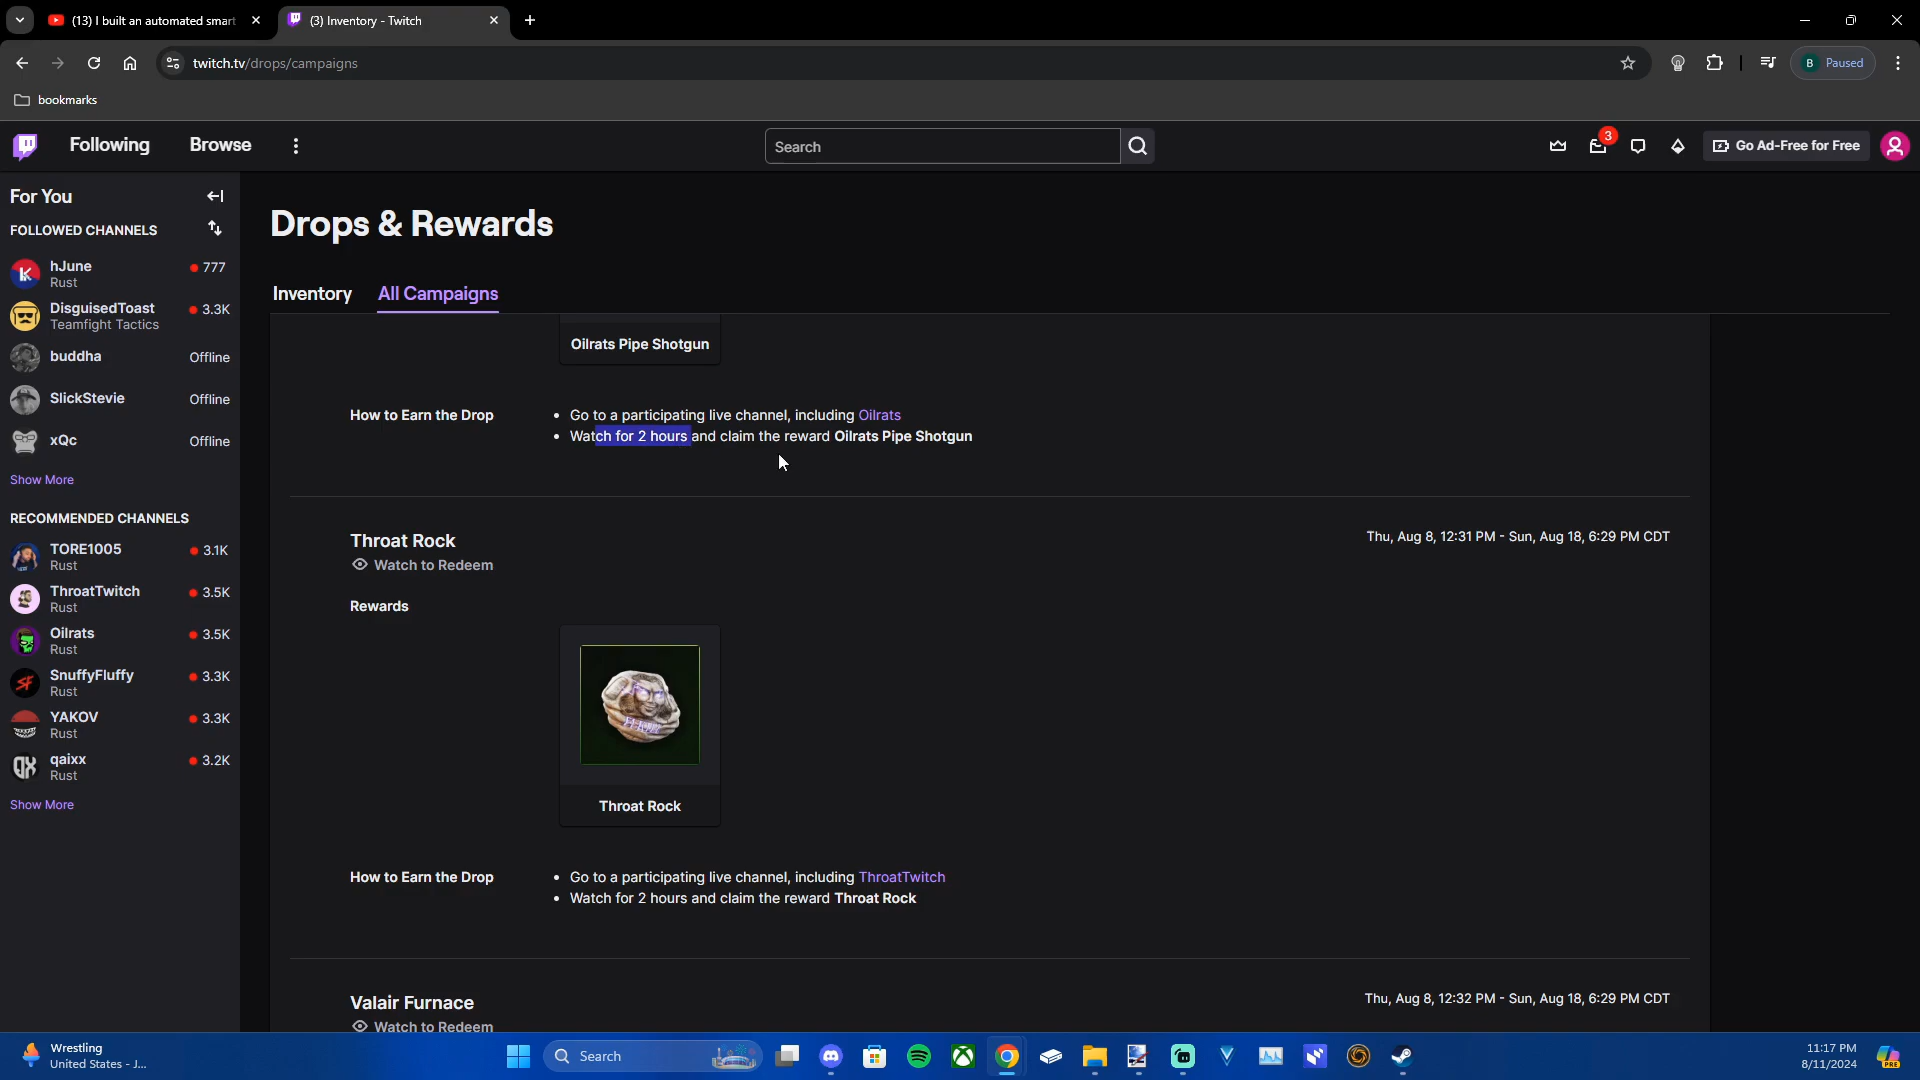 (13) I built an automated smart
(3) Inventory - Twitch
twitch.tv/drops/campaigns
B Paused
bookmarks
Following
Browse
Search
3
Go Ad-Free for Free
For You
FOLLOWED CHANNELS
hJune
777
Rust
DisguisedToast
3.3K
Teamfight Tactics
buddha
Offline
SlickStevie
Offline
xQc
Offline
Show More
RECOMMENDED CHANNELS
TORE1005
3.1K
Rust
ThroatTwitch
3.5K
Rust
Oilrats
3.5K
Rust
SnuffyFluffy
3.3K
Rust
YAKOV
3.3K
Rust
qaixx
3.2K
Rust
Show More
Drops & Rewards
Inventory
All Campaigns
Oilrats Pipe Shotgun
How to Earn the Drop
• Go to a participating live channel, including Oilrats
• Watch for 2 hours and claim the reward Oilrats Pipe Shotgun
Throat Rock
Thu, Aug 8, 12:31 PM - Sun, Aug 18, 6:29 PM CDT
Watch to Redeem
Rewards
Throat Rock
How to Earn the Drop
• Go to a participating live channel, including ThroatTwitch
• Watch for 2 hours and claim the reward Throat Rock
Valair Furnace
Thu, Aug 8, 12:32 PM - Sun, Aug 18, 6:29 PM CDT
Watch to Redeem
Wrestling
United States - J...
Search
11:17 PM
8/11/2024
PRE